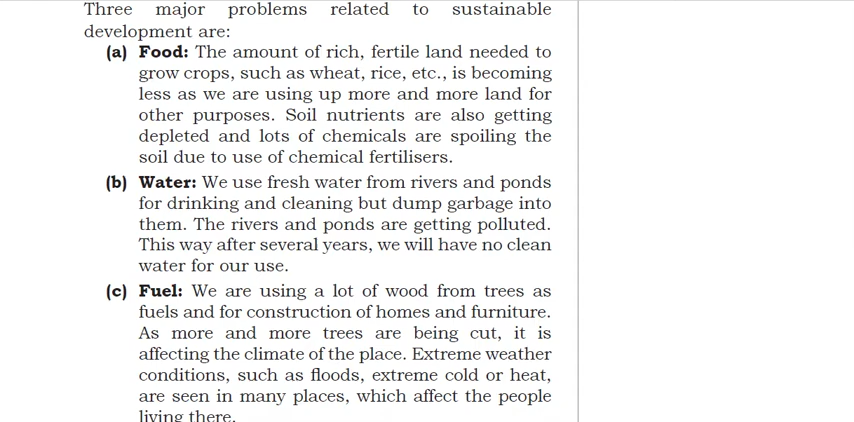 Three major problems related to sustainable
development are:
(a) Food: The amount of rich, fertile land needed to
grow crops, such as wheat, rice, etc., is becoming
less as we are using up more and more land for
other purposes. Soil nutrients are also getting
depleted and lots of chemicals are spoiling the
soil due to use of chemical fertilisers.
(b) Water: We use fresh water from rivers and ponds
for drinking and cleaning but dump garbage into
them. The rivers and ponds are getting polluted.
This way after several years, we will have no clean
water for our use.
(c) Fuel: We are using a lot of wood from trees as
fuels and for construction of homes and furniture.
As more and more trees are being cut, it is
affecting the climate of the place. Extreme weather
conditions, such as floods, extreme cold or heat,
are seen in many places, which affect the people
living there.